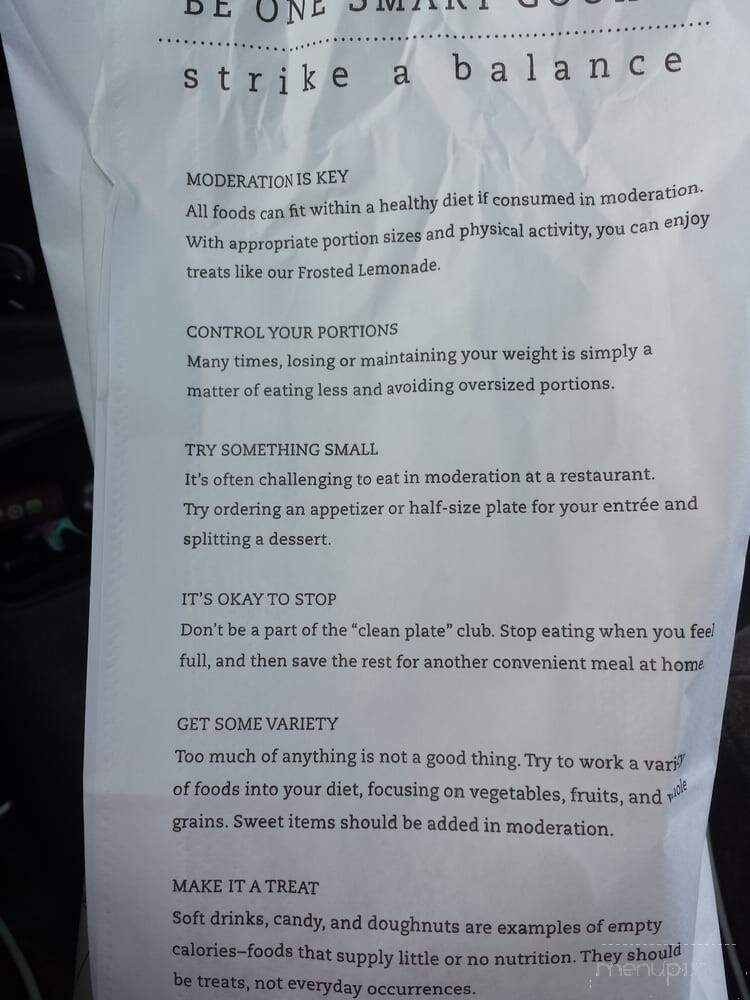 BE ONE SMART
strike a balance
MODERATION IS KEY
All foods can fit within a healthy diet if consumed in moderation.
With appropriate portion sizes and physical activity, you can enjoy
treats like our Frosted Lemonade.
CONTROL YOUR PORTIONS
Many times, losing or maintaining your weight is simply a
matter of eating less and avoiding oversized portions.
TRY SOMETHING SMALL
It's often challenging to eat in moderation at a restaurant.
Try ordering an appetizer or half-size plate for your entrée and
splitting a dessert.
IT'S OKAY TO STOP
Don't be a part of the “clean plate” club. Stop eating when you feel
full, and then save the rest for another convenient meal at home
GET SOME VARIETY
Too much of anything is not a good thing. Try to work a variety
of foods into your diet, focusing on vegetables, fruits, and whole
grains. Sweet items should be added in moderation.
MAKE IT A TREAT
Soft drinks, candy, and doughnuts are examples of empty
calories–foods that supply little or no nutrition. They should
be treats, not everyday occurrences.
menupix